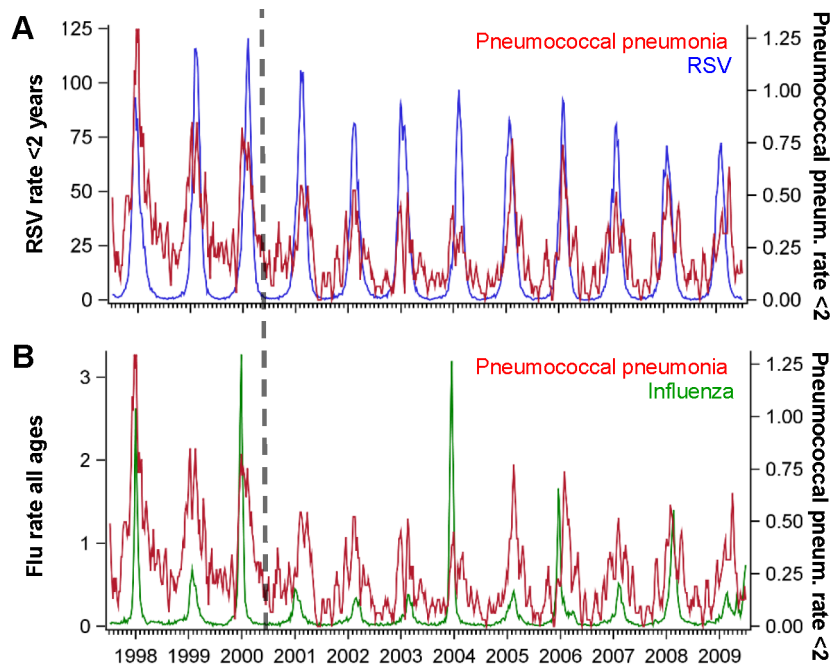 A
Pneumococcal pneumonia
RSV
RSV rate <2 years
125
100
75
50
25
0
1.25
1.00
0.75
0.50
0.25
0.00
Pneumococcal pneum. rate <2
B
Pneumococcal pneumonia
Influenza
Flu rate all ages
3
2
1
0
1.25
1.00
0.75
0.50
0.25
0.00
Pneumococcal pneum. rate <2
1998 1999 2000 2001 2002 2003 2004 2005 2006 2007 2008 2009